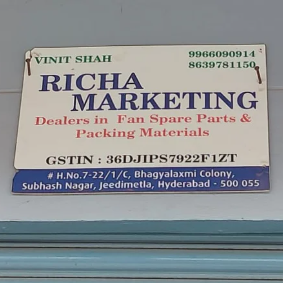 VINIT SHAH
9966090914
8639781150
RICHA
MARKETING
Dealers in Fan Spare Parts &
Packing Materials
GSTIN : 36DJIPS7922F1ZT
# H.No.7-22/1/C, Bhagyalaxmi Colony,
Subhash Nagar, Jeedimetla, Hyderabad - 500 055